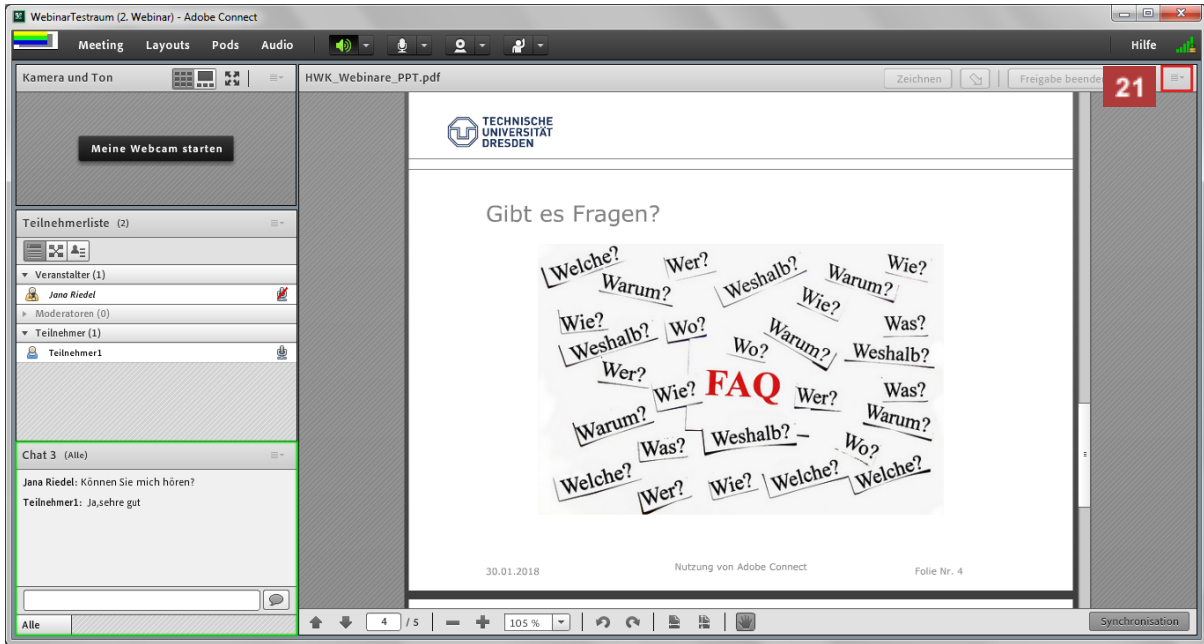 WebinarTestraum (2. Webinar) - Adobe Connect
Meeting Layouts Pods Audio Hilfe
Kamera und Ton
Meine Webcam starten
Teilnehmerliste (2)
Veranstalter (1)
Jana Riedel
Moderatoren (0)
Teilnehmer (1)
Teilnehmer1
Chat 3 (Alle)
Jana Riedel: Können Sie mich hören?
Teilnehmer1: Ja,sehre gut
Alle
HWK_Webinare_PPT.pdf Zeichnen Freigabe beenden
21
TECHNISCHE
UNIVERSITÄT
DRESDEN
Gibt es Fragen?
Welche? Wer? Weshalb? Warum? Wie?
Warum? Wie?
Wie? Weshalb? Wo? Warum? Was?
Wo? Weshalb?
Wer? Wie? FAQ Wer? Was?
Warum? Warum?
Was? Weshalb? Wo?
Welche? Wer? Wie? Welche? Welche?
30.01.2018 Nutzung von Adobe Connect Folie Nr. 4
4 / 5 105 % Synchronisation